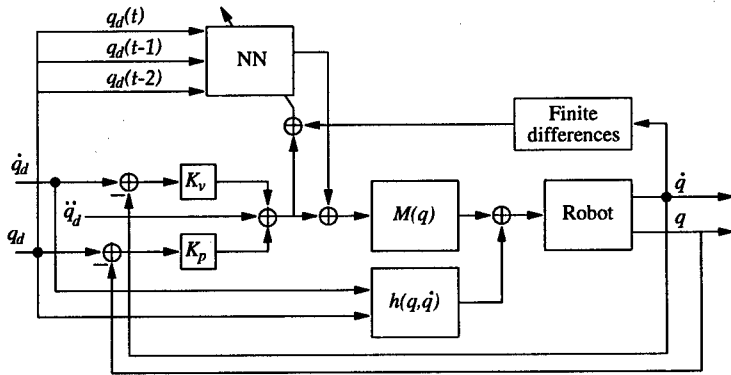 q_d(t)
q_d(t-1)
q_d(t-2)
NN
Finite
differences
q̇_d
K_v
q̈_d
q_d
K_p
M(q)
Robot
q̇
q
h(q,q̇)